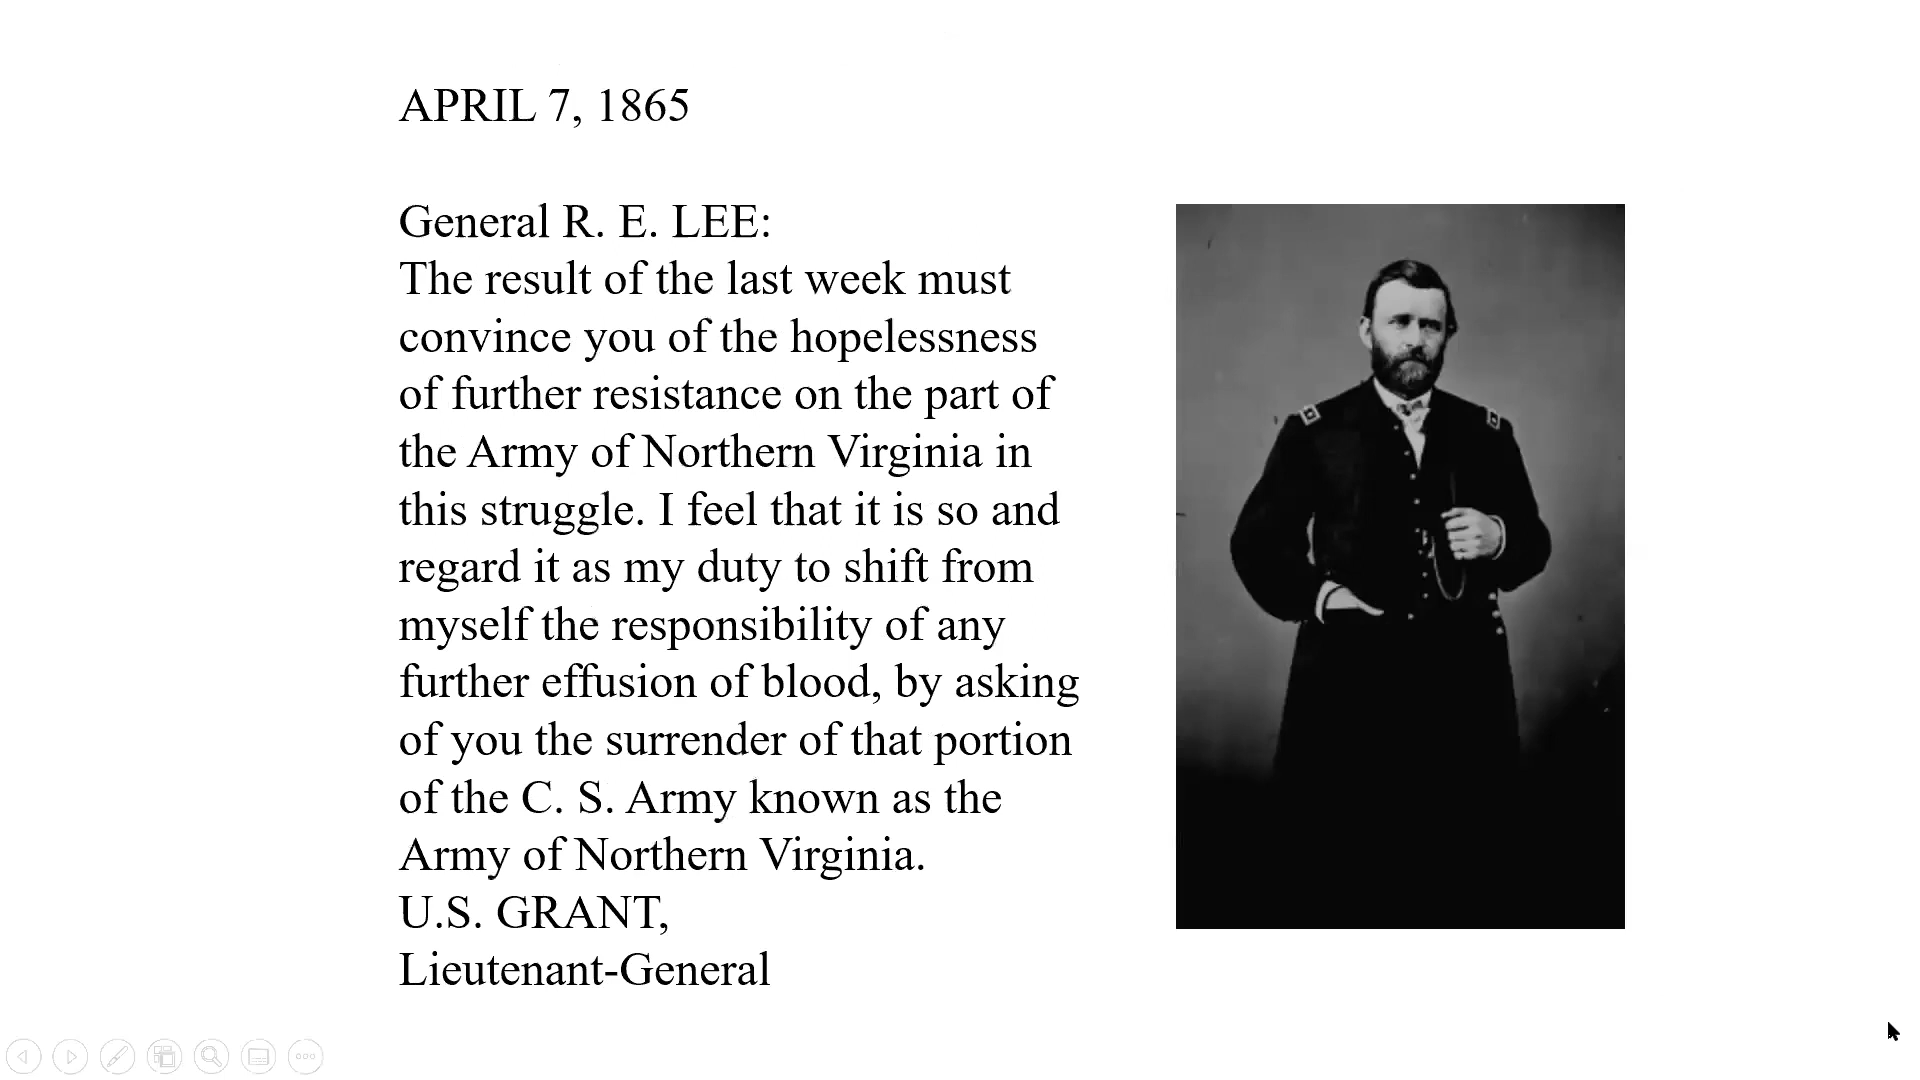 APRIL 7, 1865
General R. E. LEE:
The result of the last week must
convince you of the hopelessness
of further resistance on the part of
the Army of Northern Virginia in
this struggle. I feel that it is so and
regard it as my duty to shift from
myself the responsibility of any
further effusion of blood, by asking
of you the surrender of that portion
of the C. S. Army known as the
Army of Northern Virginia.
U.S. GRANT,
Lieutenant-General